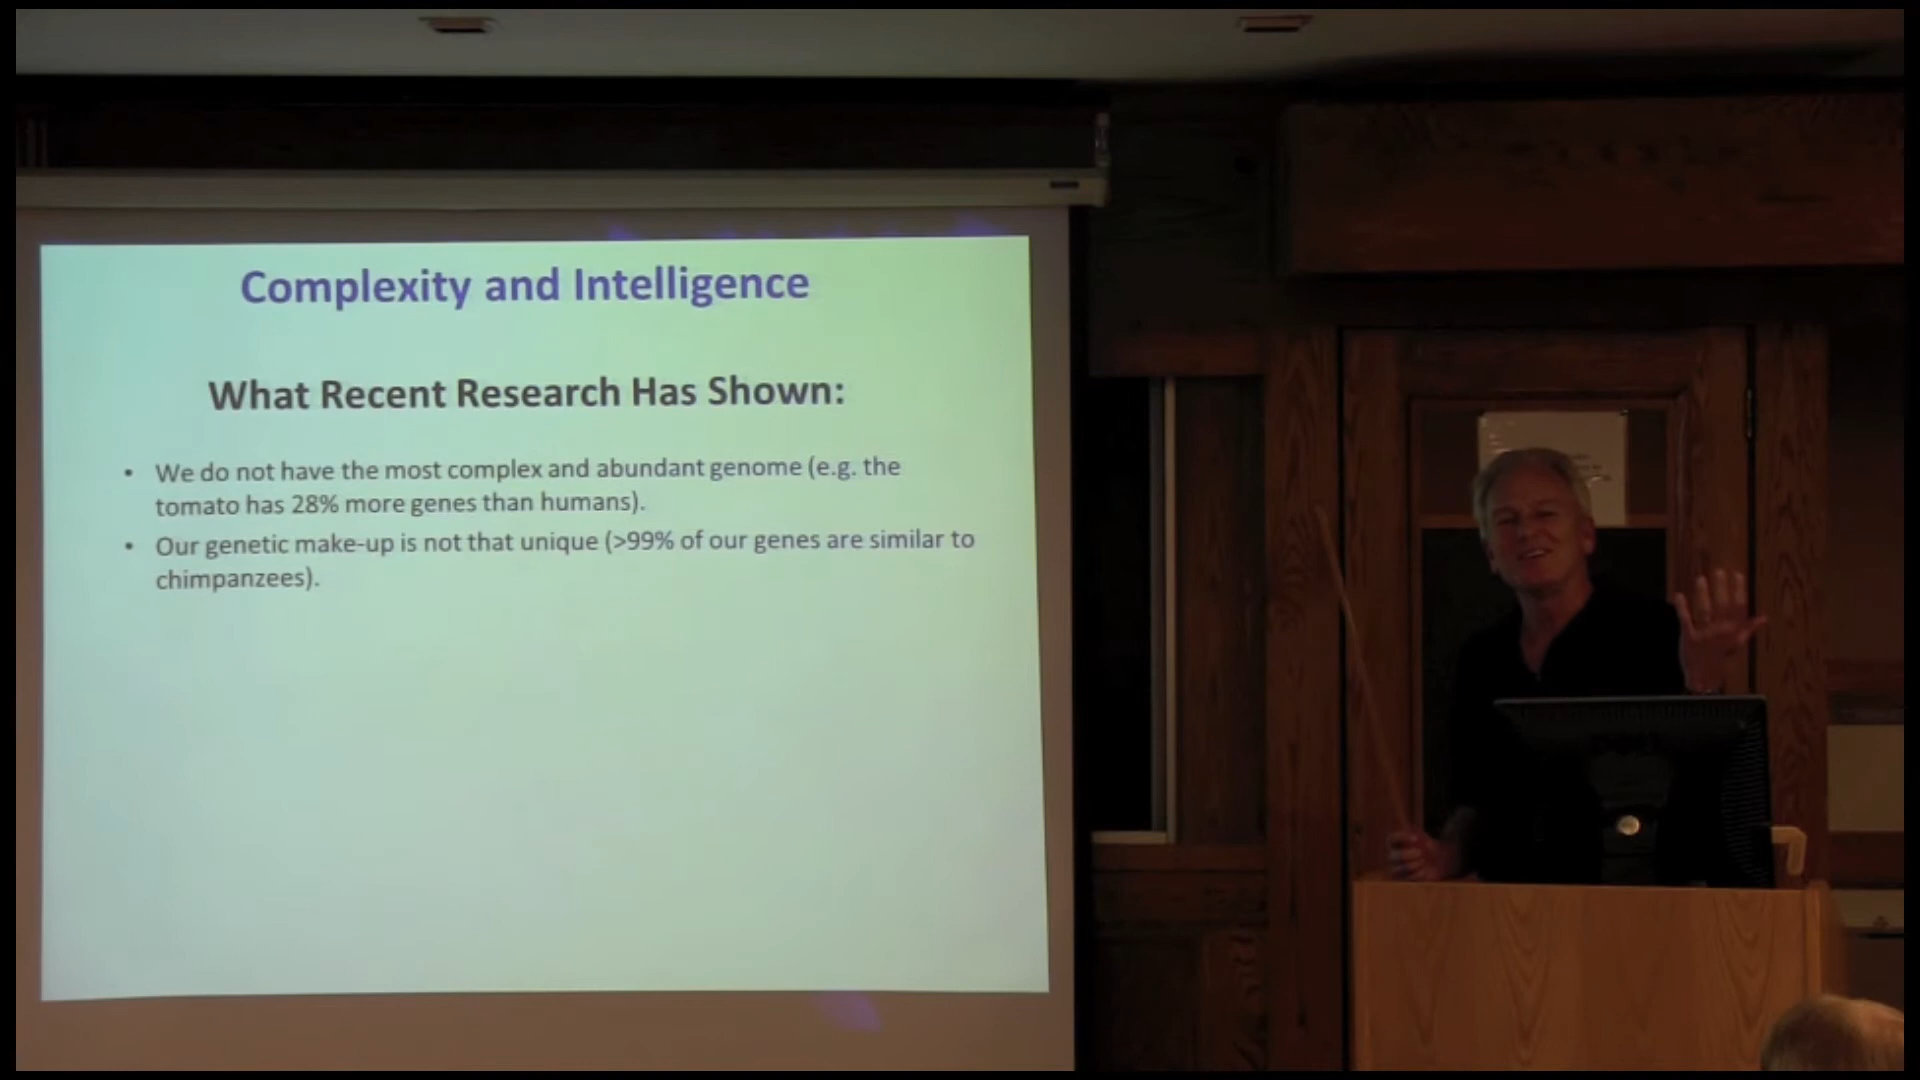 Complexity and Intelligence
What Recent Research Has Shown:
• We do not have the most complex and abundant genome (e.g. the
tomato has 28% more genes than humans).
• Our genetic make-up is not that unique (>99% of our genes are similar to
chimpanzees).